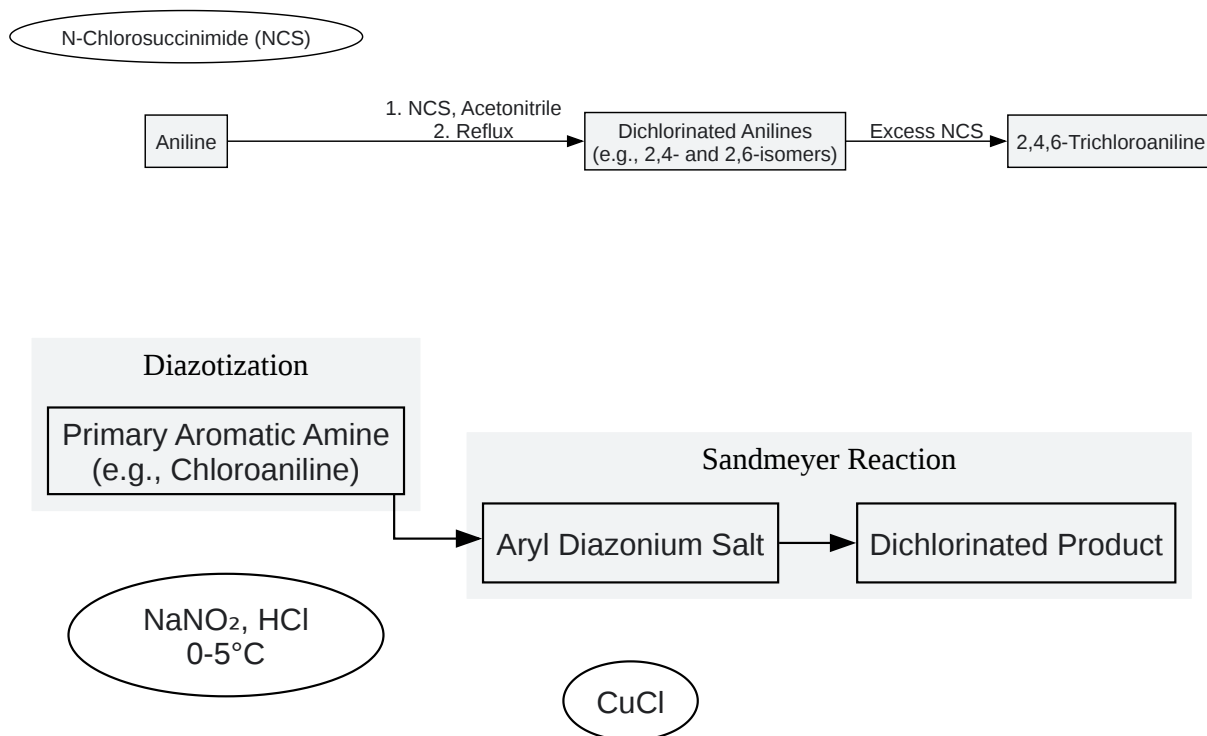 N-Chlorosuccinimide (NCS)
1. NCS, Acetonitrile
2. Reflux
Aniline
Dichlorinated Anilines
(e.g., 2,4- and 2,6-isomers)
Excess NCS
2,4,6-Trichloroaniline
Diazotization
Primary Aromatic Amine
(e.g., Chloroaniline)
Sandmeyer Reaction
Aryl Diazonium Salt
Dichlorinated Product
NaNO₂, HCl
0-5°C
CuCl